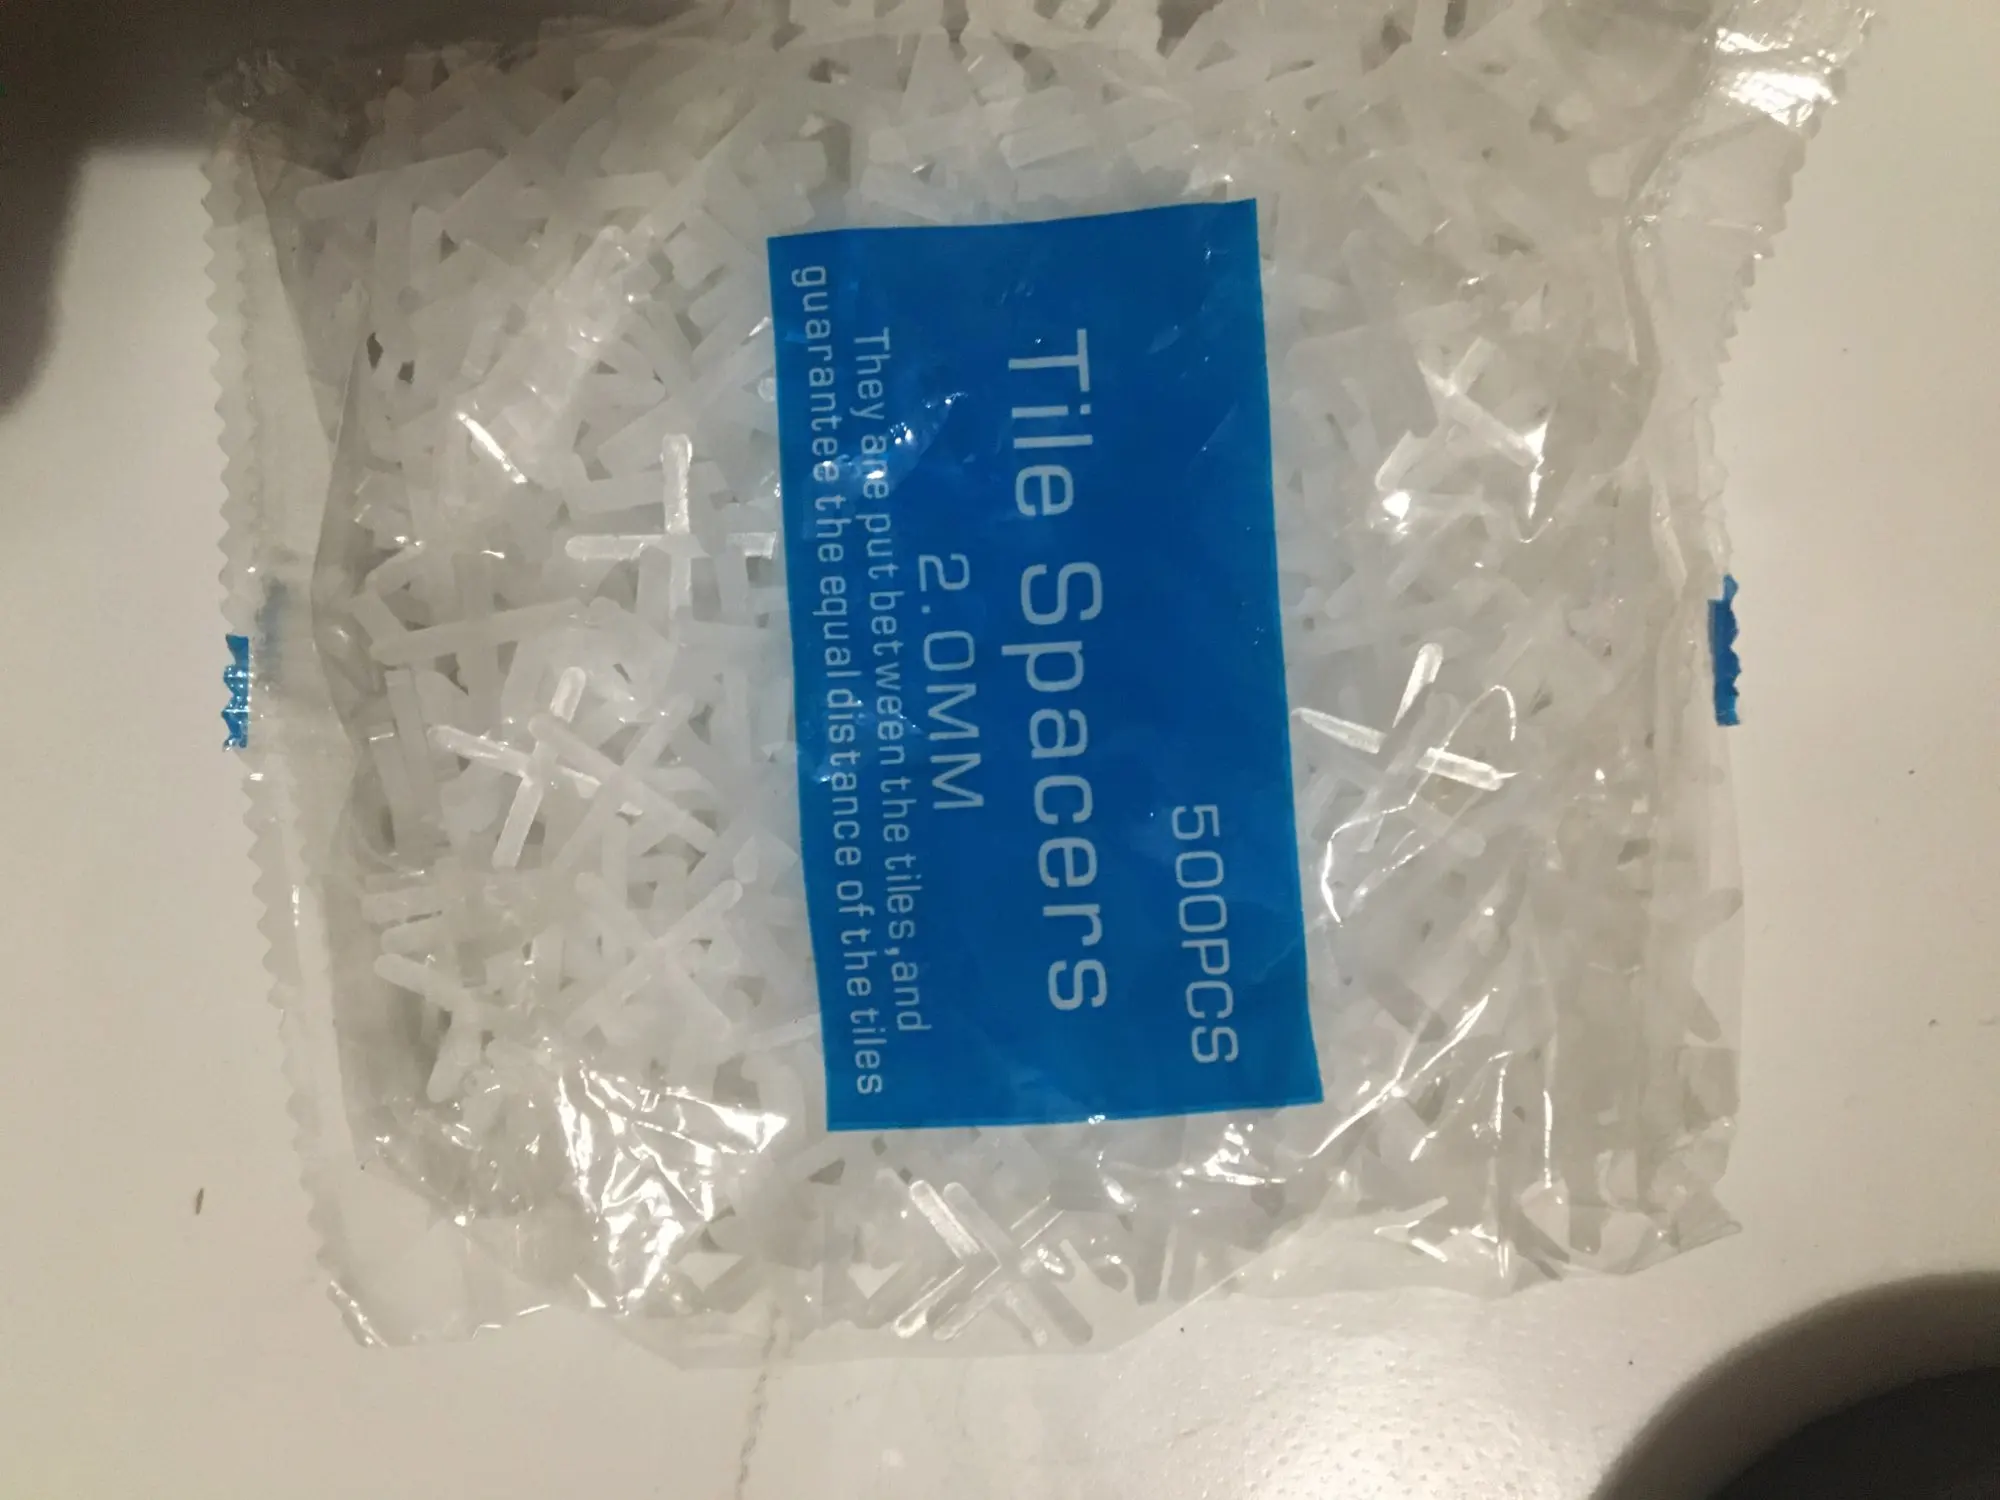 500PCS
Tile Spacers
2.0MM
They are put between the tiles, and
guarantee the equal distance of the tiles